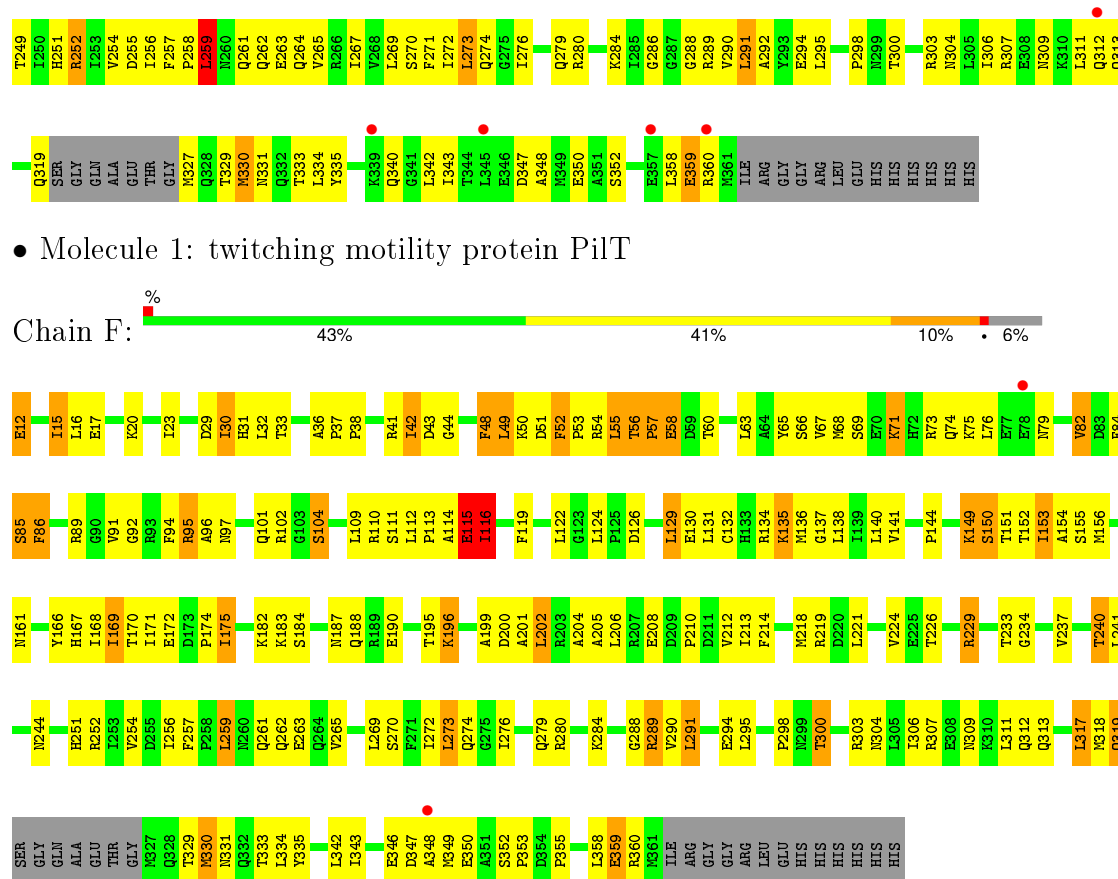 T249 I250 H251 R252 I253 V254 D255 I256 F257 P258 L259 N260 Q261 Q262 E263 Q264 V265 R266 I267 V268 L269 S270 F271 I272 L273 Q274 G275 I276 Q279 R280 K284 I285 G286 G287 G288 R289 V290 L291 A292 Y293 E294 L295 P298 N299 T300 R303 N304 L305 I306 R307 E308 N309 K310 L311 Q312 Q313
Q319 SER GLY GLN ALA GLU THR GLY M327 Q328 T329 M330 N331 Q332 T333 L334 Y335 K339 Q340 G341 L342 I343 T344 L345 E346 D347 A348 M349 E350 A351 S352 E357 L358 E359 R360 M361 ILE ARG GLY GLY ARG LEU GLU HIS HIS HIS HIS HIS HIS
• Molecule 1: twitching motility protein PilT
%
Chain F:
43% 41% 10% • 6%
E12 I15 L16 E17 K20 I23 D29 I30 H31 L32 T33 A36 P37 P38 R41 I42 D43 G44 F48 L49 K50 D51 F52 P53 R54 L55 T56 P57 E58 D59 T60 L63 A64 Y65 S66 V67 M68 S69 E70 K71 H72 R73 Q74 K75 L76 E77 E78 N79 V82 D83 E84
S85 F86 R89 G90 V91 G92 R93 F94 R95 A96 N97 Q101 R102 G103 S104 L109 R110 S111 L112 P113 A114 E115 I116 F119 L122 G123 L124 P125 D126 L129 E130 L131 C132 H133 R134 K135 M136 G137 L138 I139 L140 V141 P144 K149 S150 T151 T152 I153 A154 S155 M156
N161 Y166 H167 I168 I169 T170 I171 E172 D173 P174 I175 K182 K183 S184 N187 Q188 R189 E190 T195 K196 A199 D200 A201 L202 R203 A204 A205 L206 R207 E208 D209 P210 D211 V212 I213 F214 M218 R219 D220 L221 V224 E225 T226 R229 T233 G234 V237 T240 L241
N244 H251 R252 I253 V254 D255 I256 F257 P258 L259 N260 Q261 Q262 E263 Q264 V265 L269 S270 F271 I272 L273 Q274 G275 I276 Q279 R280 K284 G288 R289 V290 L291 E294 L295 P298 N299 T300 R303 N304 L305 I306 R307 E308 N309 K310 L311 Q312 Q313 L317 M318 Q319
SER GLY GLN ALA GLU THR GLY M327 Q328 T329 M330 N331 Q332 T333 L334 Y335 L342 I343 E346 D347 A348 M349 E350 A351 S352 P353 D354 P355 L358 E359 R360 M361 ILE ARG GLY GLY ARG LEU GLU HIS HIS HIS HIS HIS HIS